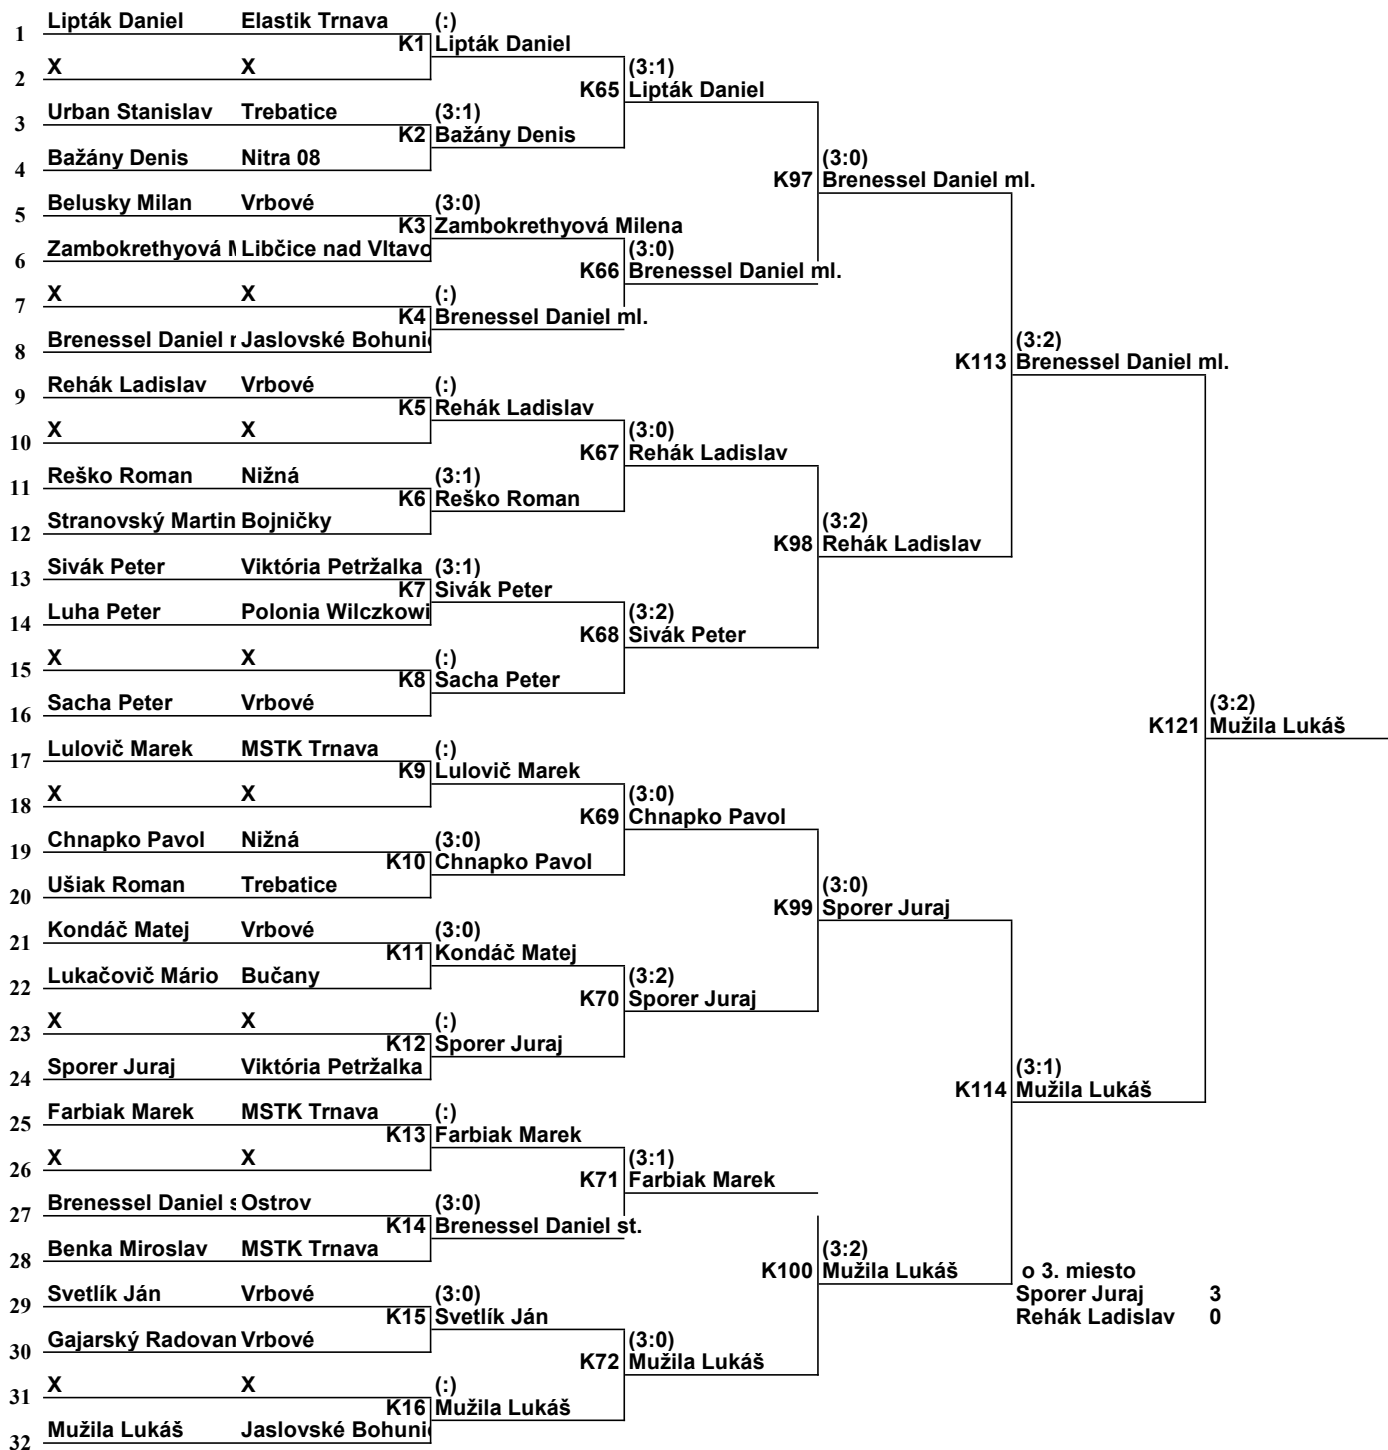 Lipták Daniel Elastik Trnava (:)
1 K1 Lipták Daniel
X X (3:1)
2 K65 Lipták Daniel
Urban Stanislav Trebatice (3:1)
3 K2 Bažány Denis
Bažány Denis Nitra 08 (3:0)
4 K97 Brenessel Daniel ml.
Belusky Milan Vrbové (3:0)
5 K3 Zambokrethyová Milena
Zambokrethyová Libčice nad Vltavo (3:0)
6 K66 Brenessel Daniel ml.
X X (:)
7 K4 Brenessel Daniel ml.
Brenessel Daniel Jaslovské Bohuni (3:2)
8 K113 Brenessel Daniel ml.
Rehák Ladislav Vrbové (:)
9 K5 Rehák Ladislav
X X (3:0)
10 K67 Rehák Ladislav
Reško Roman Nižná (3:1)
11 K6 Reško Roman
Stranovský Martin Bojničky (3:2)
12 K98 Rehák Ladislav
Sivák Peter Viktória Petržalka (3:1)
13 K7 Sivák Peter
Luha Peter Polonia Wilczkowi (3:2)
14 K68 Sivák Peter
X X (:)
15 K8 Sacha Peter
Sacha Peter Vrbové (3:2)
16 K121 Mužila Lukáš
Lulovič Marek MSTK Trnava (:)
17 K9 Lulovič Marek
X X (3:0)
18 K69 Chnapko Pavol
Chnapko Pavol Nižná (3:0)
19 K10 Chnapko Pavol
Ušiak Roman Trebatice (3:0)
20 K99 Sporer Juraj
Kondáč Matej Vrbové (3:0)
21 K11 Kondáč Matej
Lukačovič Mário Bučany (3:2)
22 K70 Sporer Juraj
X X (:)
23 K12 Sporer Juraj
Sporer Juraj Viktória Petržalka (3:1)
24 K114 Mužila Lukáš
Farbiak Marek MSTK Trnava (:)
25 K13 Farbiak Marek
X X (3:1)
26 K71 Farbiak Marek
Brenessel Daniel s Ostrov (3:0)
27 K14 Brenessel Daniel st.
Benka Miroslav MSTK Trnava (3:2)
28 K100 Mužila Lukáš o 3. miesto
Svetlík Ján Vrbové (3:0) Sporer Juraj 3
29 K15 Svetlík Ján Rehák Ladislav 0
Gajarský Radovan Vrbové (3:0)
30 K72 Mužila Lukáš
X X (:)
31 K16 Mužila Lukáš
Mužila Lukáš Jaslovské Bohuni
32